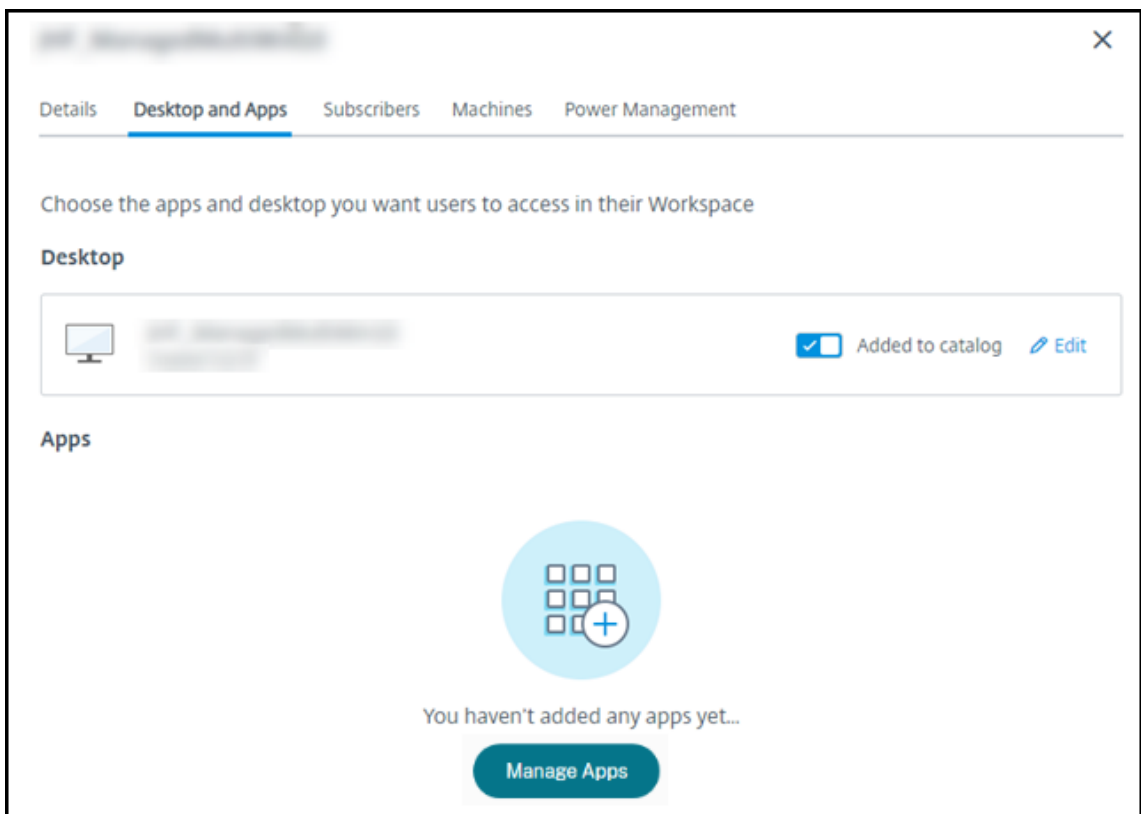 Details Desktop and Apps Subscribers Machines Power Management
Choose the apps and desktop you want users to access in their Workspace
Desktop
Added to catalog Edit
Apps
You haven't added any apps yet...
Manage Apps